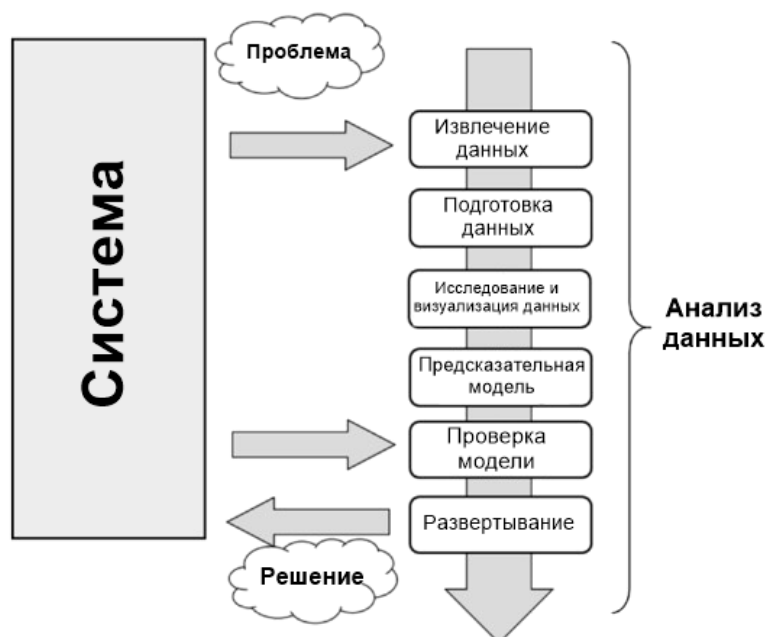 Система
Проблема
Извлечение
данных
Подготовка
данных
Исследование и
визуализация данных
Предсказательная
модель
Проверка
модели
Развертывание
Решение
Анализ
данных